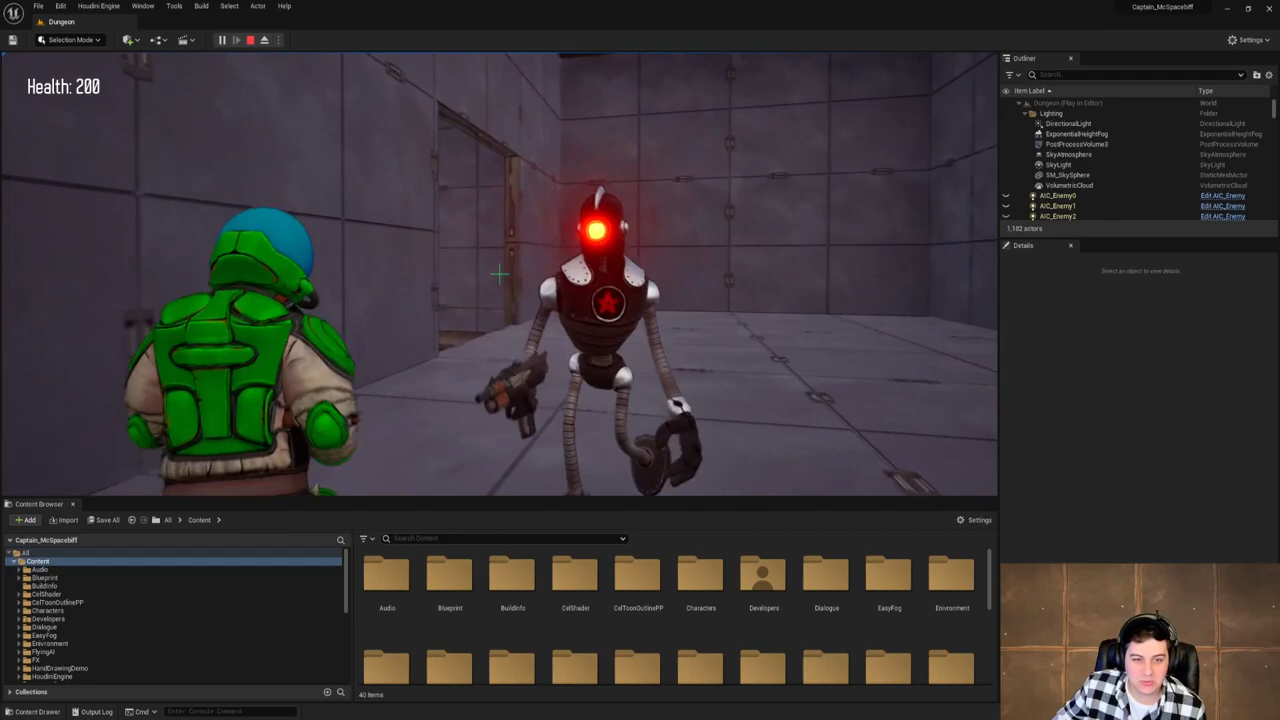 File Edit Houdini Engine Window Tools Build Select Actor Help
Captain_McSpacebiff
Dungeon
Selection Mode
Settings
Health: 200
Outliner
Search...
Item Label Type
Dungeon (Play In Editor) World
Lighting Folder
DirectionalLight DirectionalLight
ExponentialHeightFog ExponentialHeightFog
PostProcessVolume3 PostProcessVolume
SkyAtmosphere SkyAtmosphere
SkyLight SkyLight
SM_SkySphere StaticMeshActor
VolumetricCloud VolumetricCloud
AIC_Enemy0 Edit AIC_Enemy
AIC_Enemy1 Edit AIC_Enemy
AIC_Enemy2 Edit AIC_Enemy
1,182 actors
Details
Select an object to view details
Content Browser
Add Import Save All All Content
Settings
Captain_McSpacebiff
Search Content
All
Content
Audio
Blueprint
BuildInfo
CelShader
CelToonOutlinePP
Characters
Developers
Dialogue
EasyFog
Enivronment
FlyingAI
FX
HandDrawingDemo
HoudiniEngine
Audio Blueprint BuildInfo CelShader CelToonOutlinePP Characters Developers Dialogue EasyFog Enivronment
Collections
40 items
Content Drawer Output Log Cmd Enter Console Command